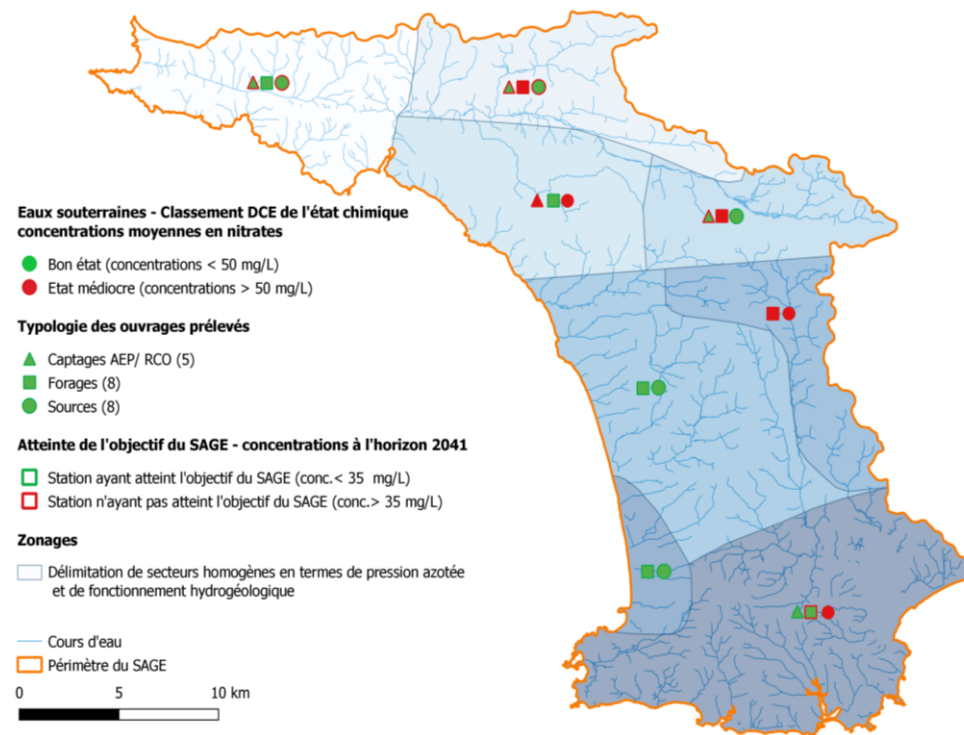 Eaux souterraines - Classement DCE de l'état chimique
concentrations moyennes en nitrates
Bon état (concentrations < 50 mg/L)
Etat médiocre (concentrations > 50 mg/L)
Typologie des ouvrages prélevés
Captages AEP/ RCO (5)
Forages (8)
Sources (8)
Atteinte de l'objectif du SAGE - concentrations à l'horizon 2041
Station ayant atteint l'objectif du SAGE (conc.< 35 mg/L)
Station n'ayant pas atteint l'objectif du SAGE (conc.> 35 mg/L)
Zonages
Délimitation de secteurs homogènes en termes de pression azotée
et de fonctionnement hydrogéologique
Cours d'eau
Périmètre du SAGE
0 5 10 km